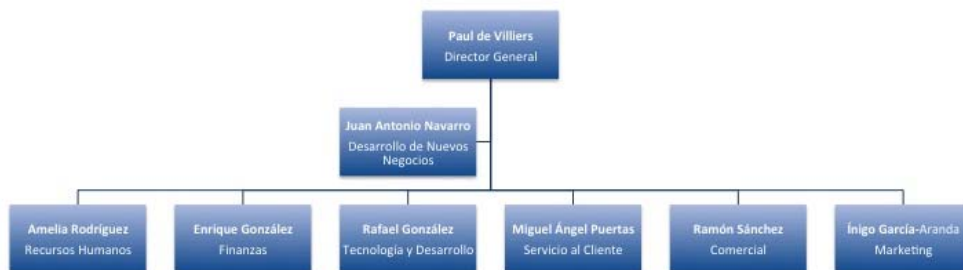 Paul de Villiers
Director General
Juan Antonio Navarro
Desarrollo de Nuevos
Negocios
Amelia Rodríguez
Recursos Humanos
Enrique González
Finanzas
Rafael González
Tecnología y Desarrollo
Miguel Ángel Puertas
Servicio al Cliente
Ramón Sánchez
Comercial
Íñigo García-Aranda
Marketing